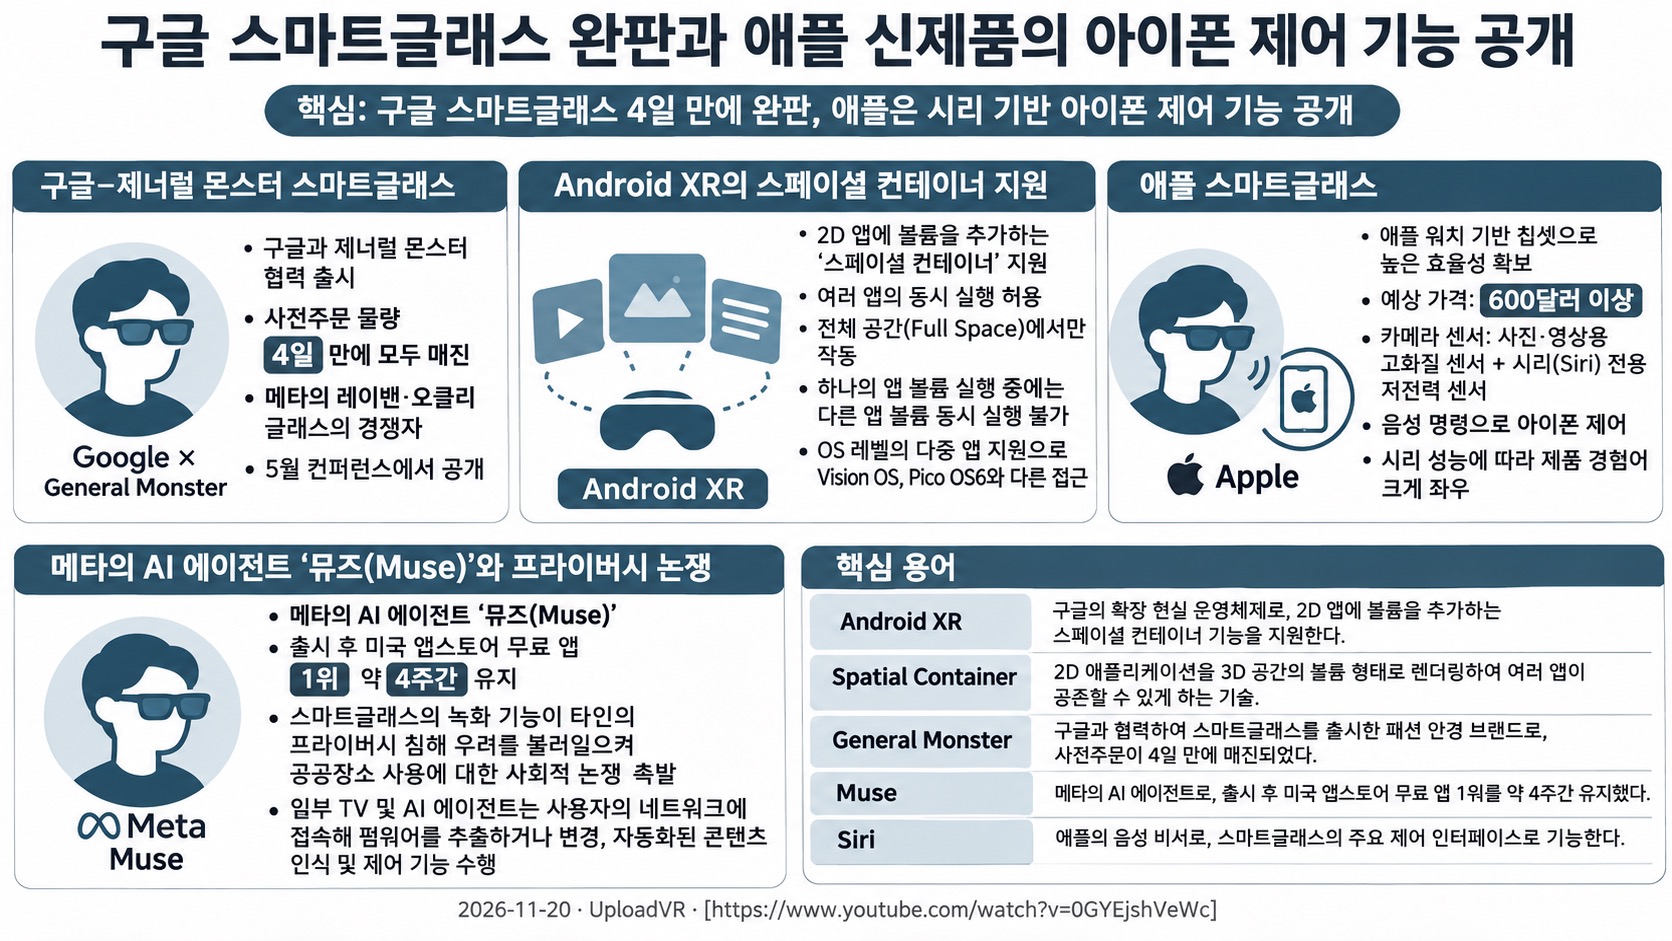 구글 스마트글래스 완판과 애플 신제품의 아이폰 제어 기능 공개
핵심: 구글 스마트글래스 4일 만에 완판, 애플은 시리 기반 아이폰 제어 기능 공개
구글–제너럴 몬스터 스마트글래스
Google ×
General Monster
• 구글과 제너럴 몬스터
협력 출시
• 사전주문 물량
4일 만에 모두 매진
• 메타의 레이밴·오클리
글래스의 경쟁자
• 5월 컨퍼런스에서 공개
Android XR의 스페이셜 컨테이너 지원
Android XR
• 2D 앱에 볼륨을 추가하는
‘스페이셜 컨테이너’ 지원
• 여러 앱의 동시 실행 허용
• 전체 공간(Full Space)에서만
작동
• 하나의 앱 볼륨 실행 중에는
다른 앱 볼륨 동시 실행 불가
• OS 레벨의 다중 앱 지원으로
Vision OS, Pico OS6와 다른 접근
애플 스마트글래스
Apple
• 애플 워치 기반 칩셋으로
높은 효율성 확보
• 예상 가격: 600달러 이상
• 카메라 센서: 사진·영상용
고화질 센서 + 시리(Siri) 전용
저전력 센서
• 음성 명령으로 아이폰 제어
• 시리 성능에 따라 제품 경험어
크게 좌우
메타의 AI 에이전트 ‘뮤즈(Muse)’와 프라이버시 논쟁
Meta
Muse
• 메타의 AI 에이전트 ‘뮤즈(Muse)’
• 출시 후 미국 앱스토어 무료 앱
1위 약 4주간 유지
• 스마트글래스의 녹화 기능이 타인의
프라이버시 침해 우려를 불러일으켜
공공장소 사용에 대한 사회적 논쟁 촉발
• 일부 TV 및 AI 에이전트는 사용자의 네트워크에
접속해 펌웨어를 추출하거나 변경, 자동화된 콘텐츠
인식 및 제어 기능 수행
핵심 용어
Android XR
구글의 확장 현실 운영체제로, 2D 앱에 볼륨을 추가하는
스페이셜 컨테이너 기능을 지원한다.
Spatial Container
2D 애플리케이션을 3D 공간의 볼륨 형태로 렌더링하여 여러 앱이
공존할 수 있게 하는 기술.
General Monster
구글과 협력하여 스마트글래스를 출시한 패션 안경 브랜드로,
사전주문이 4일 만에 매진되었다.
Muse
메타의 AI 에이전트로, 출시 후 미국 앱스토어 무료 앱 1위를 약 4주간 유지했다.
Siri
애플의 음성 비서로, 스마트글래스의 주요 제어 인터페이스로 기능한다.
2026-11-20 · UploadVR · [https://www.youtube.com/watch?v=0GYEjshVeWc]